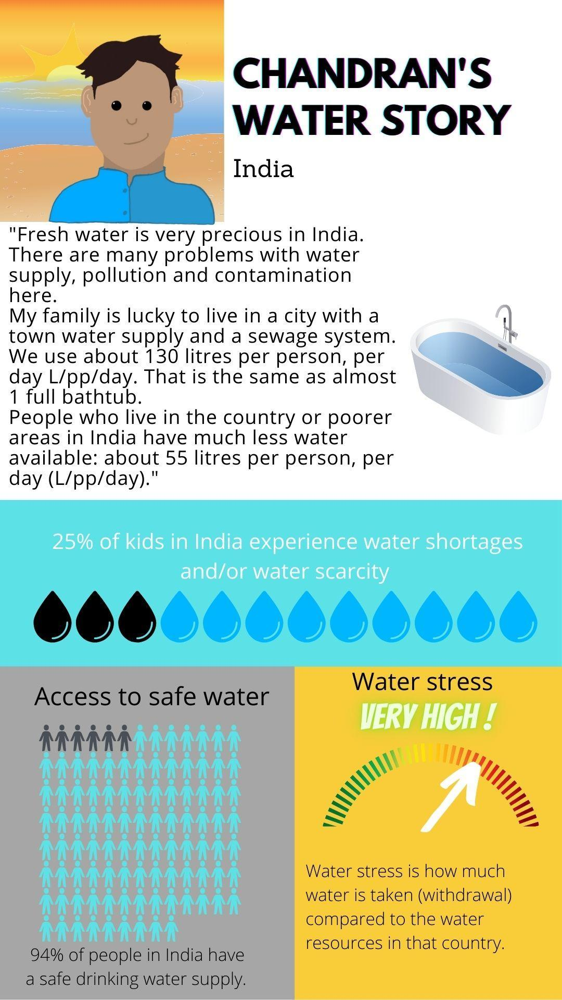 CHANDRAN'S
WATER STORY
India
"Fresh water is very precious in India.
There are many problems with water
supply, pollution and contamination
here.
My family is lucky to live in a city with a
town water supply and a sewage system.
We use about 130 litres per person, per
day L/pp/day. That is the same as almost
1 full bathtub.
People who live in the country or poorer
areas in India have much less water
available: about 55 litres per person, per
day (L/pp/day)."
25% of kids in India experience water shortages
and/or water scarcity
Access to safe water
94% of people in India have
a safe drinking water supply.
Water stress
VERY HIGH !
Water stress is how much
water is taken (withdrawal)
compared to the water
resources in that country.